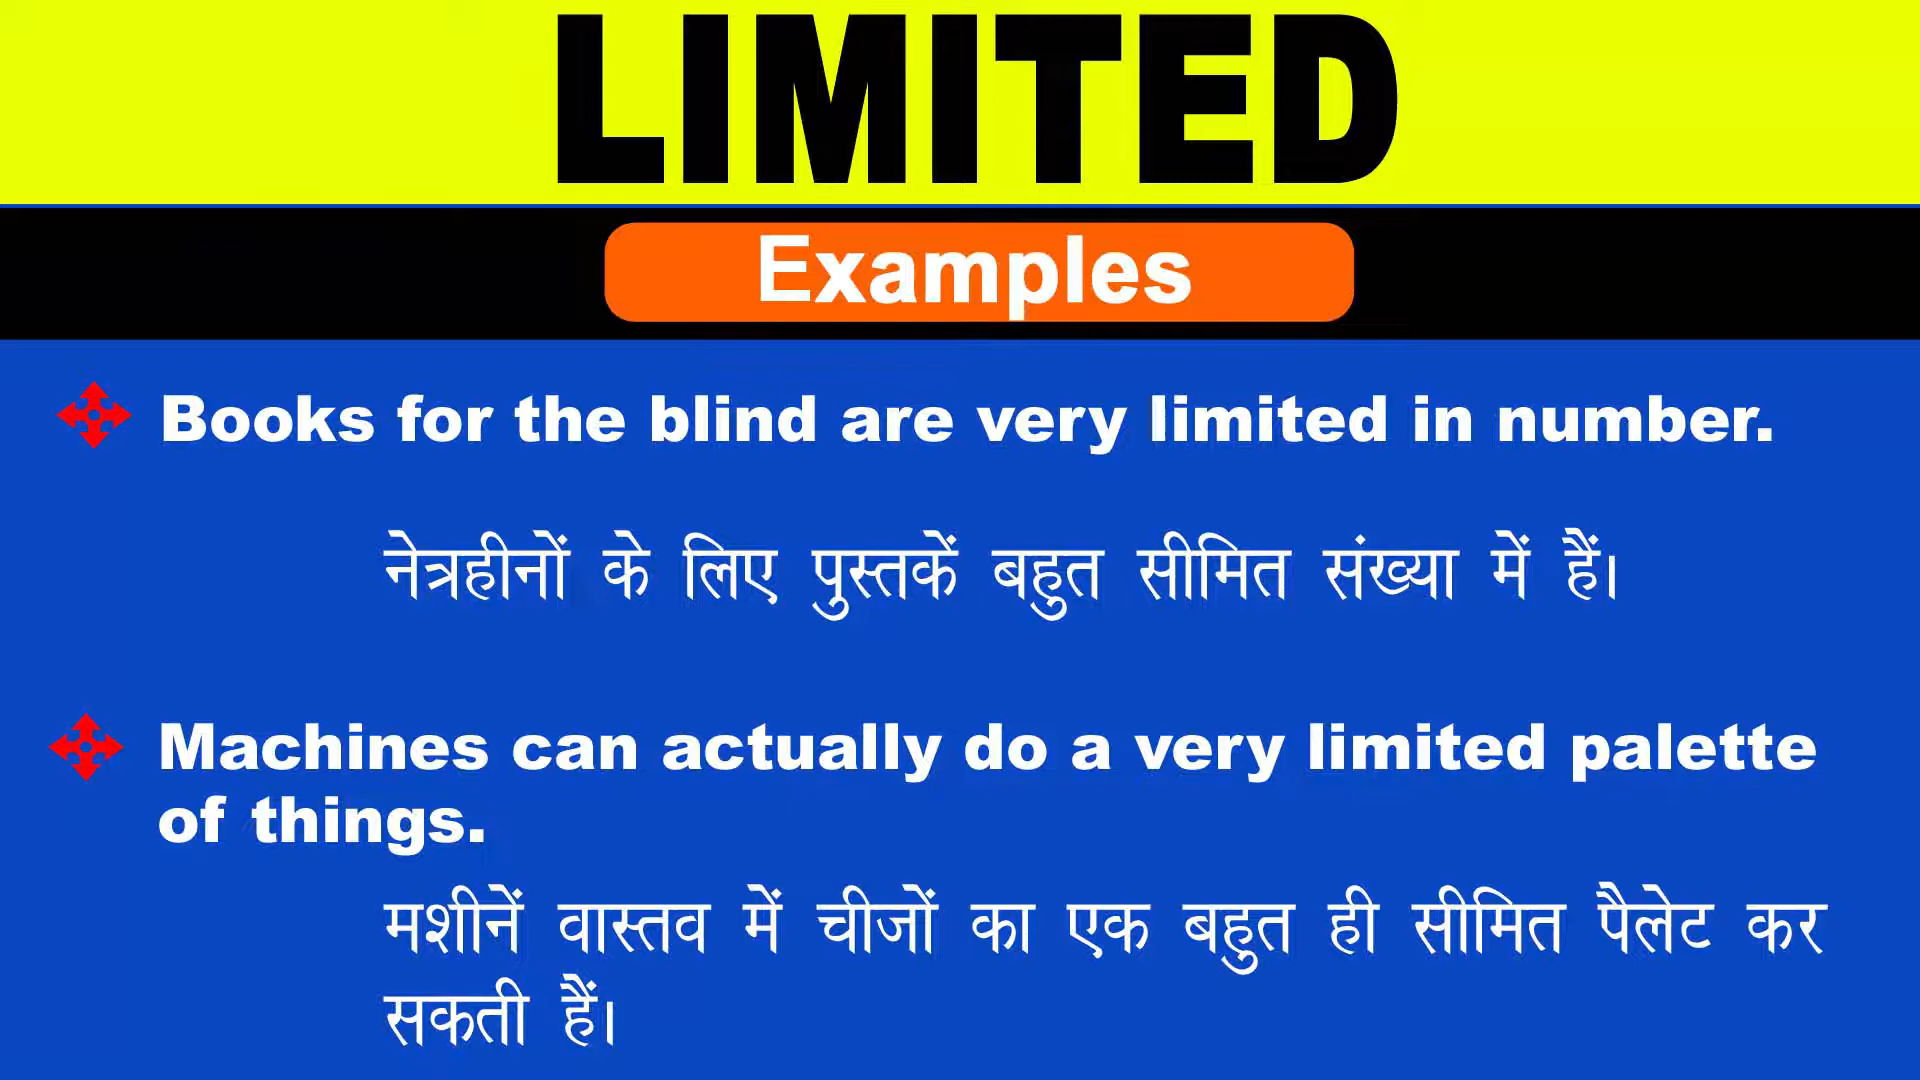 LIMITED
Examples
Books for the blind are very limited in number.
नेत्रहीनों के लिए पुस्तकें बहुत सीमित संख्या में हैं।
Machines can actually do a very limited palette
of things.
मशीनें वास्तव में चीजों का एक बहुत ही सीमित पैलेट कर
सकती हैं।